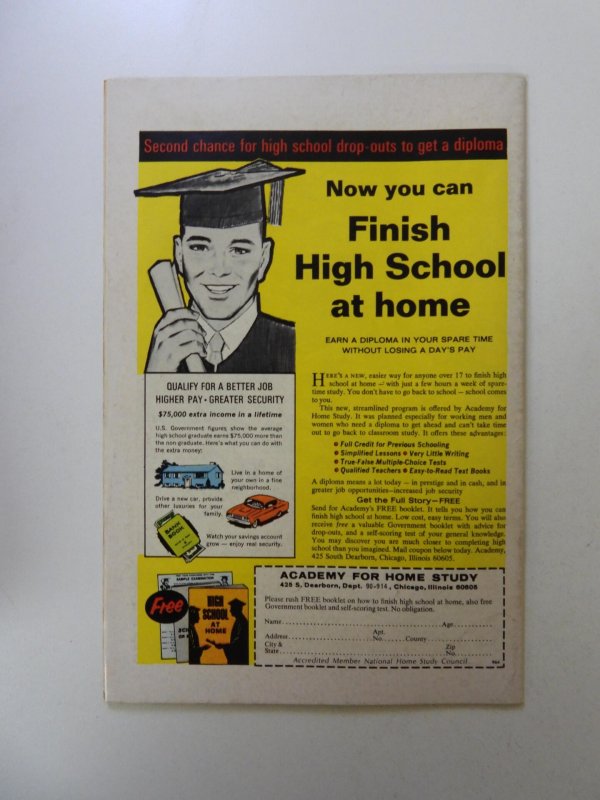 Second chance for high school drop-outs to get a diploma
Now you can
Finish
High School
at home
EARN A DIPLOMA IN YOUR SPARE TIME
WITHOUT LOSING A DAY'S PAY
QUALIFY FOR A BETTER JOB
HIGHER PAY • GREATER SECURITY
$75,000 extra income in a lifetime
U.S. Government figures show the average
high school graduate earns $75,000 more than
the non-graduate. Here's what you can do with
the extra money:
Live in a home of
your own in a fine
neighborhood.
Drive a new car, provide
other luxuries for your
family.
BANK
BOOK
Watch your savings account
grow — enjoy real security.
HERE'S A NEW, easier way for anyone over 17 to finish high
school at home — with just a few hours a week of spare-
time study. You don't have to go back to school — school comes
to you.
This new, streamlined program is offered by Academy for
Home Study. It was planned especially for working men and
women who need a diploma to get ahead and can't take time
out to go back to classroom study. It offers these advantages:
• Full Credit for Previous Schooling
• Simplified Lessons • Very Little Writing
• True-False Multiple-Choice Tests
• Qualified Teachers • Easy-to-Read Text Books
A diploma means a lot today — in prestige and in cash, and in
greater job opportunities—increased job security
Get the Full Story—FREE
Send for Academy's FREE booklet. It tells you how you can
finish high school at home. Low cost, easy terms. You will also
receive free a valuable Government booklet with advice for
drop-outs, and a self-scoring test of your general knowledge.
You may discover you are much closer to completing high
school than you imagined. Mail coupon below today. Academy,
425 South Dearborn, Chicago, Illinois 60605.
SAMPLE EXAMINATION
Free
HIGH
SCHOOL
AT
HOME
ACADEMY FOR HOME STUDY
425 S. Dearborn, Dept. 90-914, Chicago, Illinois 60605
Please rush FREE booklet on how to finish high school at home, also free
Government booklet and self-scoring test. No obligation.
Name Age
Address Apt. No. County
City & State Zip No.
Accredited Member National Home Study Council